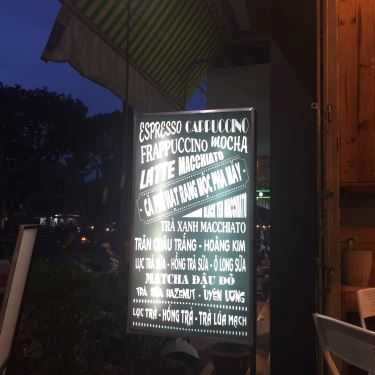 ESPRESSO CAPPUCCINO
FRAPPUCCINO MOCHA
LATTE MACCHIATO
- CÀ PHÊ HẠT RANG MỘC PHA MÁY -
TRÀ XANH MACCHIATO
TRÂN CHÂU TRẮNG - HOÀNG KIM
LỤC TRÀ SỮA - HỒNG TRÀ SỮA - Ô LONG SỮA
MATCHA ĐẬU ĐỎ
TRÀ SỮA HAZENUT - UYÊN ƯƠNG
LỤC TRÀ - HỒNG TRÀ - TRÀ LÚA MẠCH